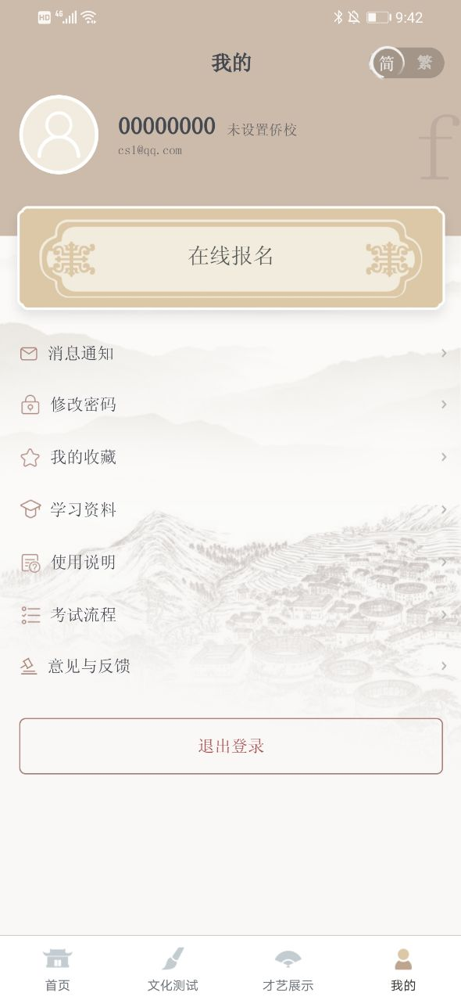 HD 4G 9:42
我的
简 繁
00000000 未设置侨校
cs1@qq.com
f
在线报名
消息通知
修改密码
我的收藏
学习资料
使用说明
考试流程
意见与反馈
退出登录
首页 文化测试 才艺展示 我的